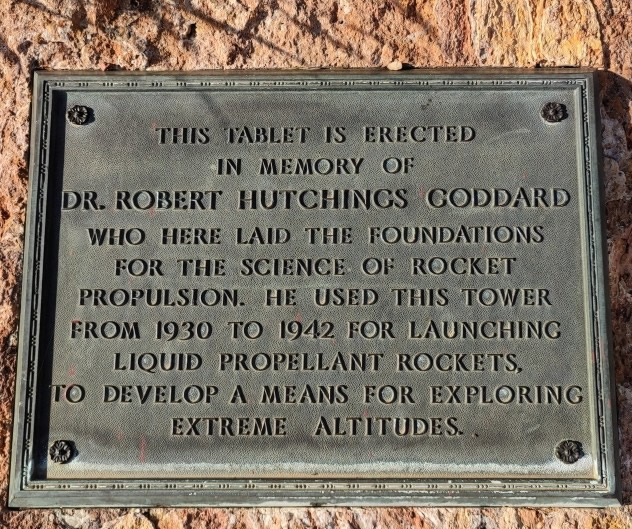 THIS TABLET IS ERECTED
IN MEMORY OF
DR. ROBERT HUTCHINGS GODDARD
WHO HERE LAID THE FOUNDATIONS
FOR THE SCIENCE OF ROCKET
PROPULSION. HE USED THIS TOWER
FROM 1930 TO 1942 FOR LAUNCHING
LIQUID PROPELLANT ROCKETS,
TO DEVELOP A MEANS FOR EXPLORING
EXTREME ALTITUDES.